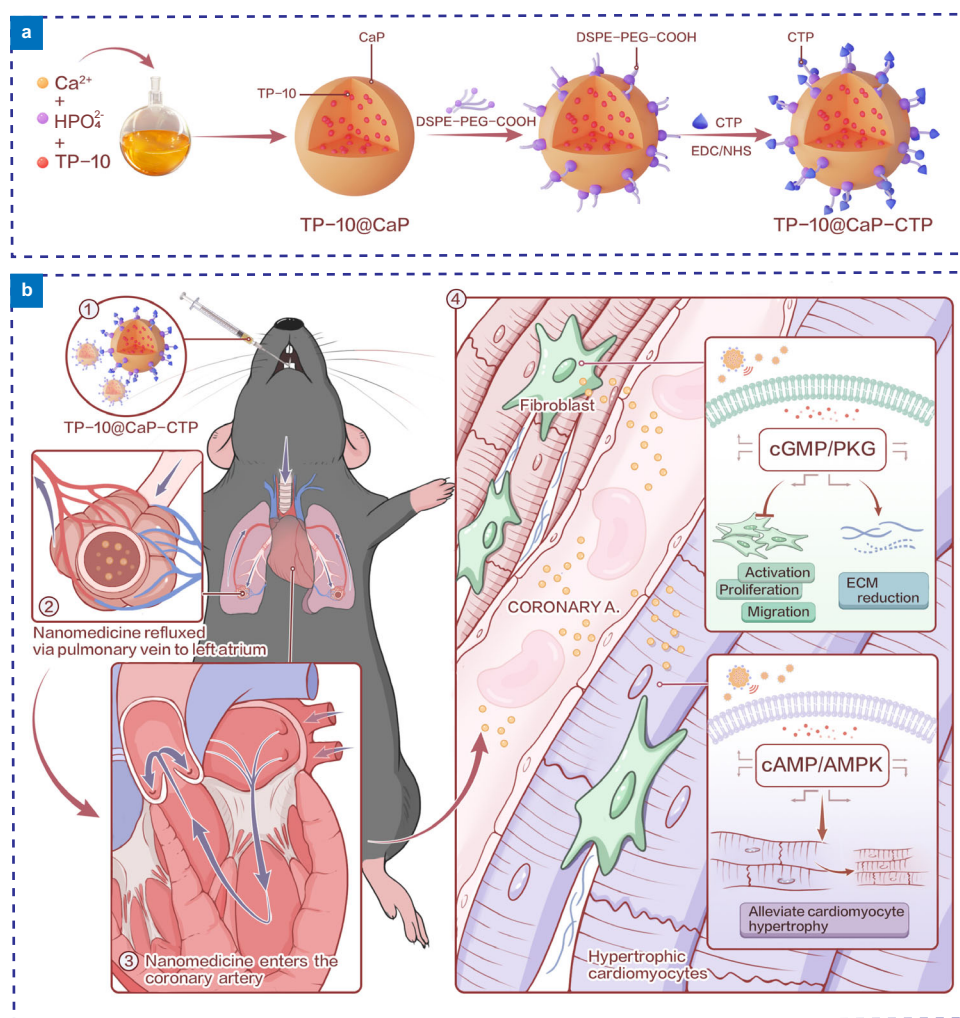 a
Ca²⁺
+
HPO₄²⁻
+
TP-10
CaP
TP-10
TP-10@CaP
DSPE-PEG-COOH
DSPE-PEG-COOH
CTP
EDC/NHS
CTP
TP-10@CaP-CTP
b
①
TP-10@CaP-CTP
②
Nanomedicine refluxed
via pulmonary vein to left atrium
③ Nanomedicine enters the
coronary artery
④
Fibroblast
CORONARY A.
Hypertrophic
cardiomyocytes
cGMP/PKG
Activation
Proliferation
Migration
ECM
reduction
cAMP/AMPK
Alleviate cardiomyocyte
hypertrophy